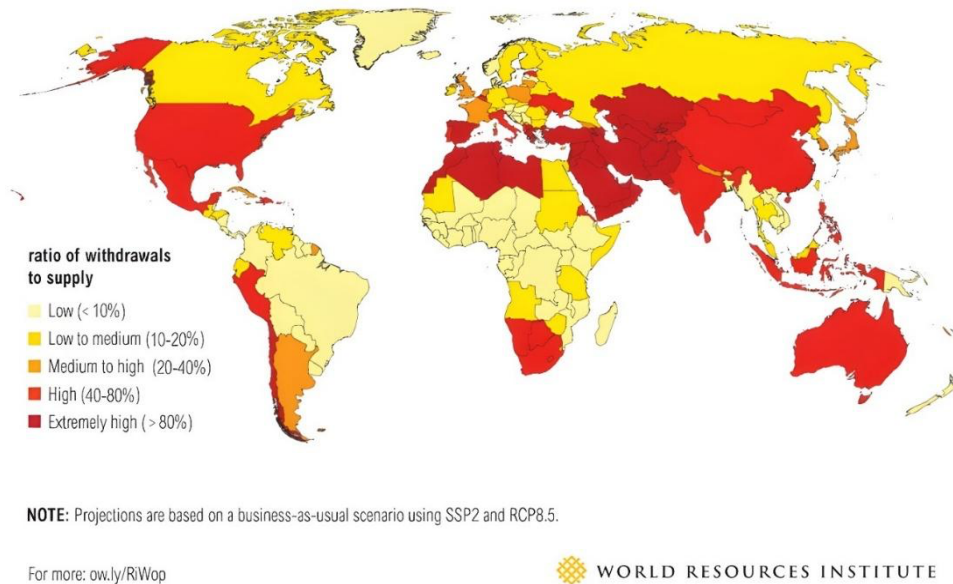 ratio of withdrawals
to supply
Low (< 10%)
Low to medium (10-20%)
Medium to high (20-40%)
High (40-80%)
Extremely high (> 80%)
NOTE: Projections are based on a business-as-usual scenario using SSP2 and RCP8.5.
For more: ow.ly/RiWop
WORLD RESOURCES INSTITUTE